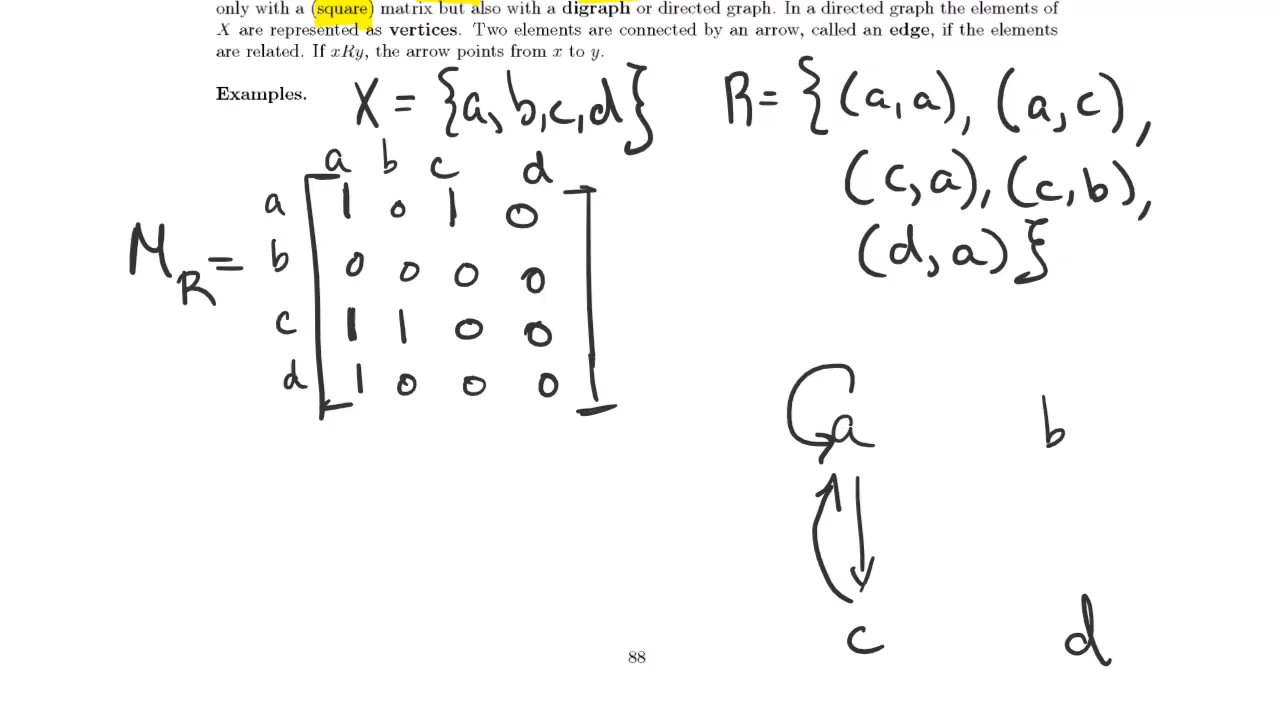 only with a (square) matrix but also with a digraph or directed graph. In a directed graph the elements of
X are represented as vertices. Two elements are connected by an arrow, called an edge, if the elements
are related. If xRy, the arrow points from x to y.
Examples. X = {a, b, c, d} R = {(a, a), (a, c),
(c, a), (c, b),
(d, a)}
a b c d
a 1 0 1 0
M_R = b 0 0 0 0
c 1 1 0 0
d 1 0 0 0
a b
c d
88